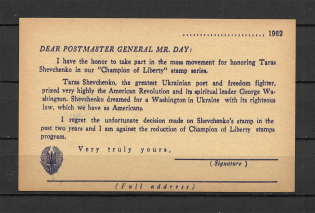 1962
DEAR POSTMASTER GENERAL MR. DAY:
I have the honor to take part in the mass movement for honoring Taras
Shevchenko in our "Champion of Liberty" stamp series.
Taras Shevchenko, the greatest Ukrainian poet and freedom fighter,
prized very highly the American Revolution and its spiritual leader George Wa-
shington. Shevchenko dreamed for a Washington in Ukraine with its righteous
law, which we have as Americans.
I regret the unfortunate decision made on Shevchenko's stamp in the
past two years and I am against the reduction of Champion of Liberty stamps
program.
Very truly yours,
(Signature)
(Full address)